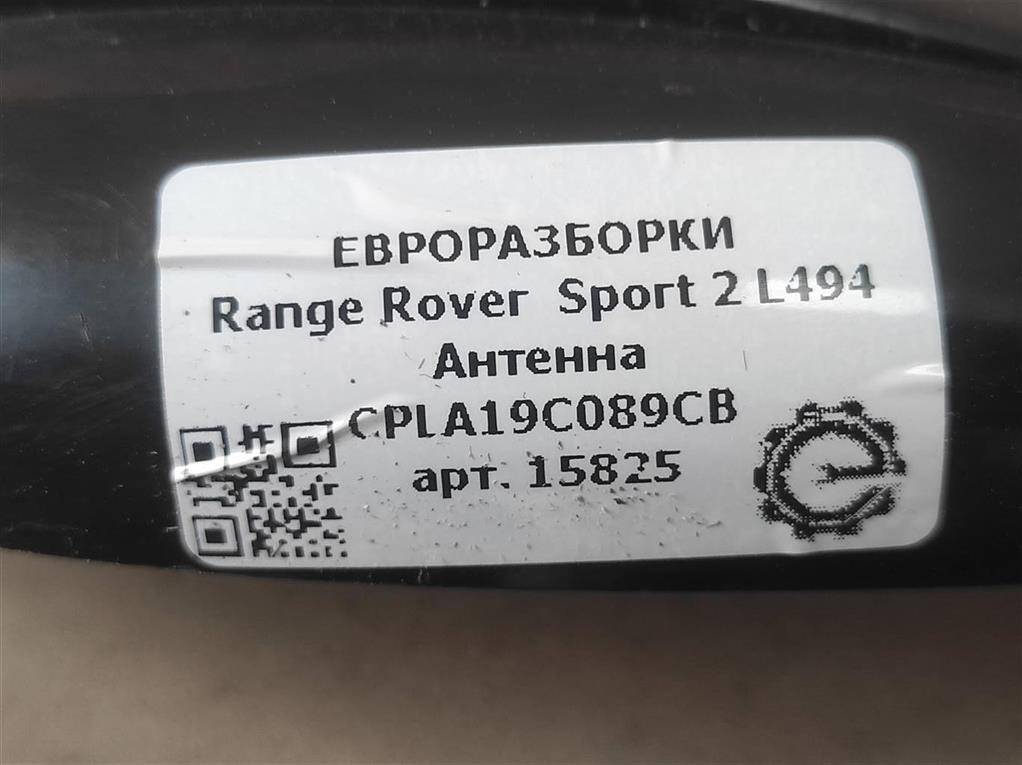 ЕВРОРАЗБОРКИ
Range Rover Sport 2 L494
Антенна
CPLA19C089CB
арт. 15825